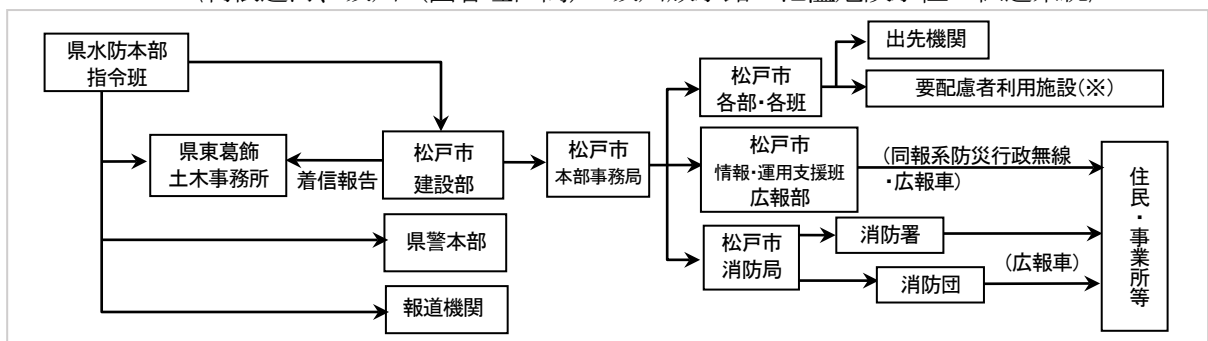 県水防本部
指令班
県東葛飾
土木事務所
着信報告
松戸市
建設部
県警本部
報道機関
松戸市
本部事務局
松戸市
各部・各班
出先機関
要配慮者利用施設(※)
松戸市
情報・運用支援班
広報部
(同報系防災行政無線
・広報車)
松戸市
消防局
消防署
消防団
(広報車)
住民・事業所等